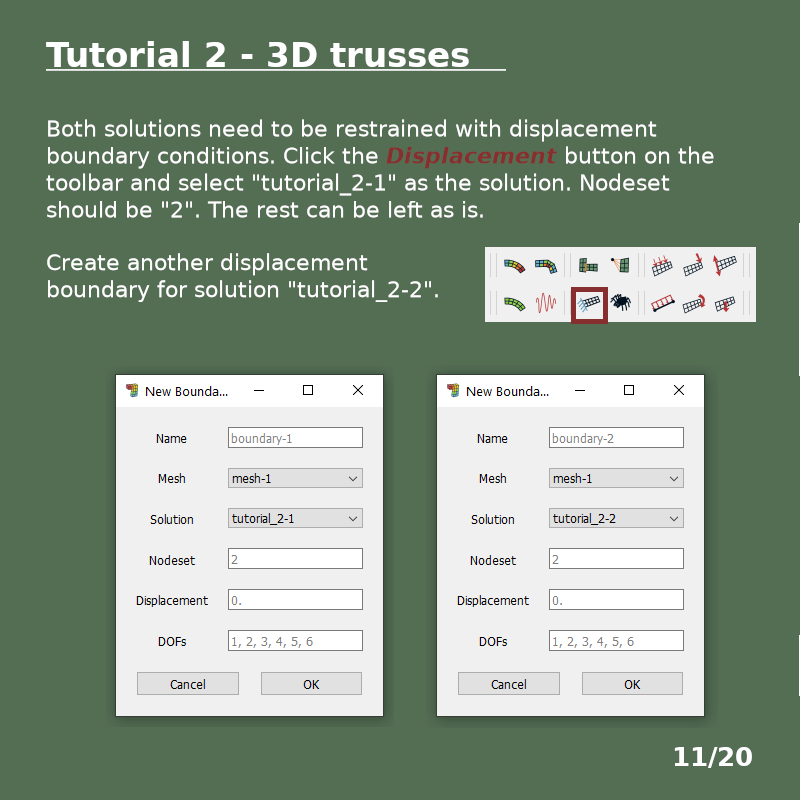 Tutorial 2 - 3D trusses
Both solutions need to be restrained with displacement
boundary conditions. Click the Displacement button on the
toolbar and select "tutorial_2-1" as the solution. Nodeset
should be "2". The rest can be left as is.
Create another displacement
boundary for solution "tutorial_2-2".
New Bounda...
Name boundary-1
Mesh mesh-1
Solution tutorial_2-1
Nodeset 2
Displacement 0.
DOFs 1, 2, 3, 4, 5, 6
Cancel OK
New Bounda...
Name boundary-2
Mesh mesh-1
Solution tutorial_2-2
Nodeset 2
Displacement 0.
DOFs 1, 2, 3, 4, 5, 6
Cancel OK
11/20